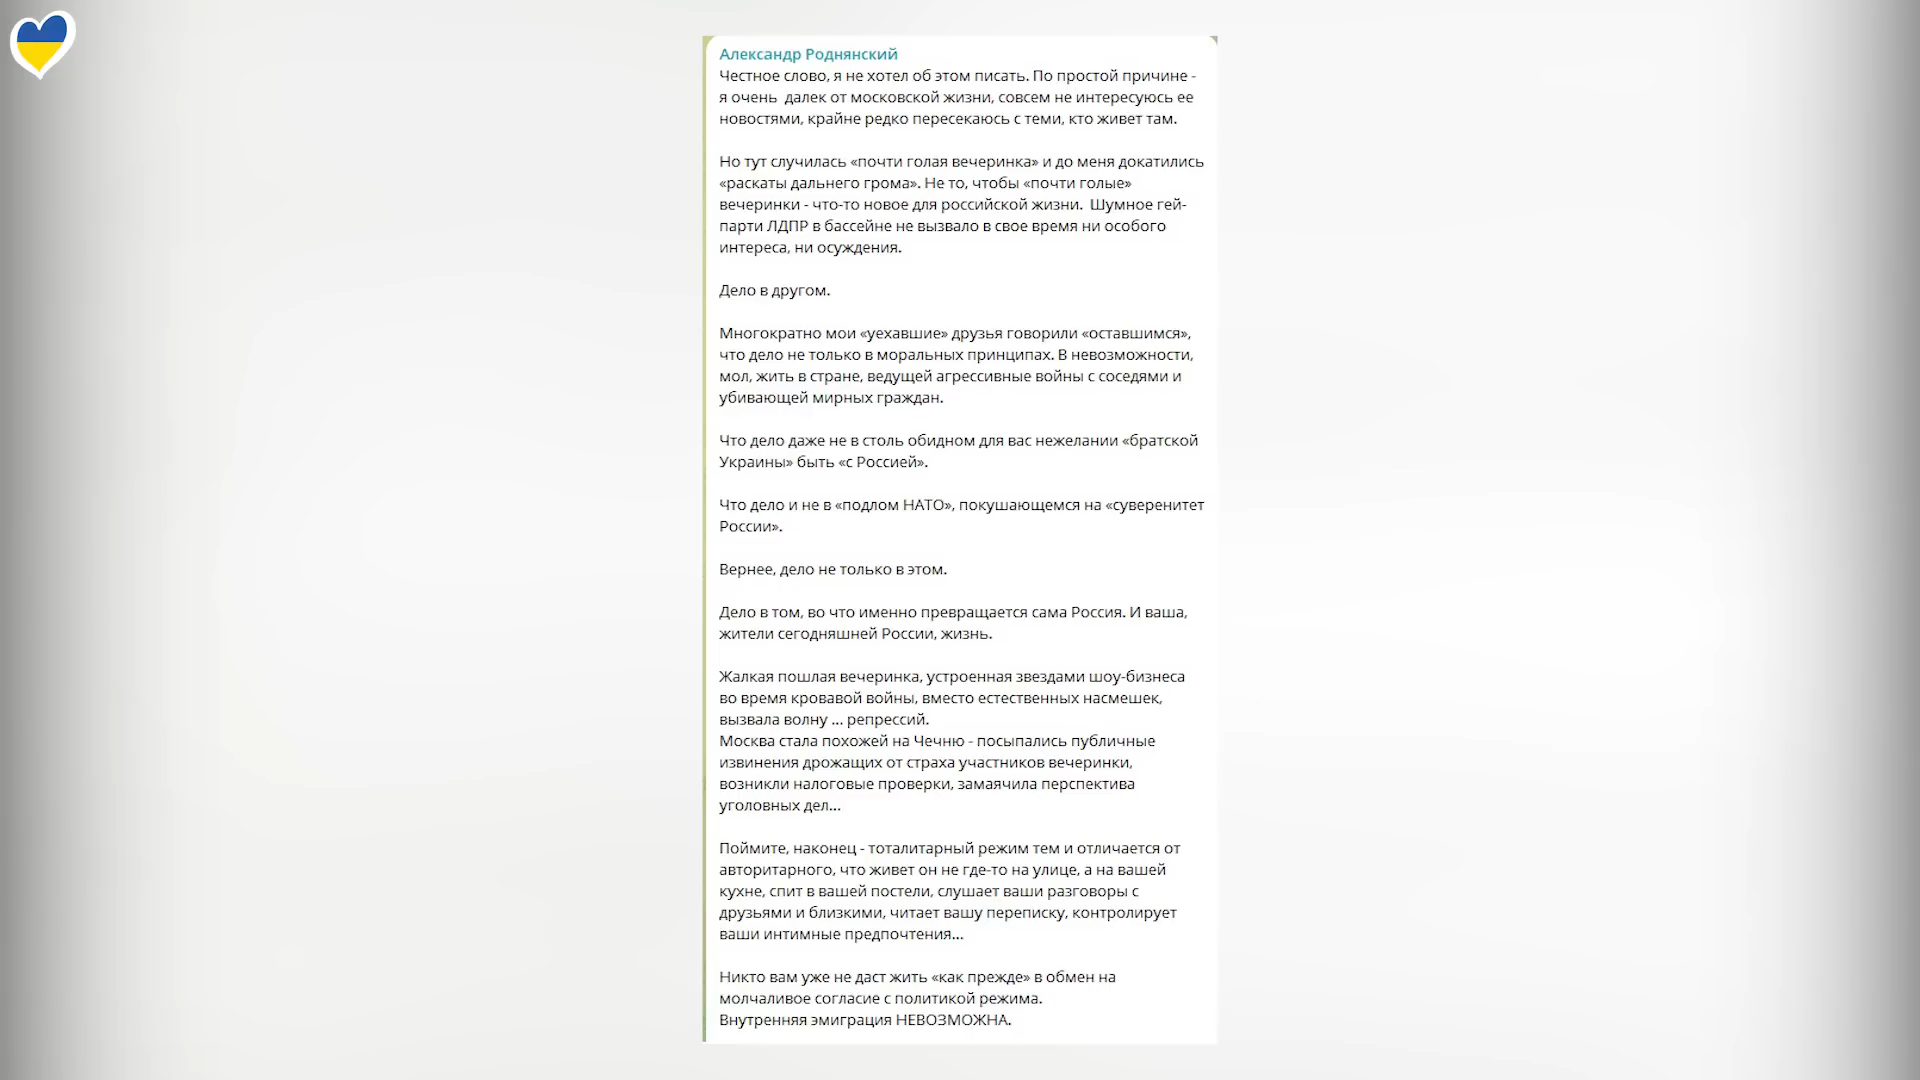 Александр Роднянский
Честное слово, я не хотел об этом писать. По простой причине -
я очень  далек от московской жизни, совсем не интересуюсь ее
новостями, крайне редко пересекаюсь с теми, кто живет там.
Но тут случилась «почти голая вечеринка» и до меня докатились
«раскаты дальнего грома». Не то, чтобы «почти голые»
вечеринки - что-то новое для российской жизни.  Шумное гей-
парти ЛДПР в бассейне не вызвало в свое время ни особого
интереса, ни осуждения.
Дело в другом.
Многократно мои «уехавшие» друзья говорили «оставшимся»,
что дело не только в моральных принципах. В невозможности,
мол, жить в стране, ведущей агрессивные войны с соседями и
убивающей мирных граждан.
Что дело даже не в столь обидном для вас нежелании «братской
Украины» быть «с Россией».
Что дело и не в «подлом НАТО», покушающемся на «суверенитет
России».
Вернее, дело не только в этом.
Дело в том, во что именно превращается сама Россия. И ваша,
жители сегодняшней России, жизнь.
Жалкая пошлая вечеринка, устроенная звездами шоу-бизнеса
во время кровавой войны, вместо естественных насмешек,
вызвала волну ... репрессий.
Москва стала похожей на Чечню - посыпались публичные
извинения дрожащих от страха участников вечеринки,
возникли налоговые проверки, замаячила перспектива
уголовных дел...
Поймите, наконец - тоталитарный режим тем и отличается от
авторитарного, что живет он не где-то на улице, а на вашей
кухне, спит в вашей постели, слушает ваши разговоры с
друзьями и близкими, читает вашу переписку, контролирует
ваши интимные предпочтения...
Никто вам уже не даст жить «как прежде» в обмен на
молчаливое согласие с политикой режима.
Внутренняя эмиграция НЕВОЗМОЖНА.